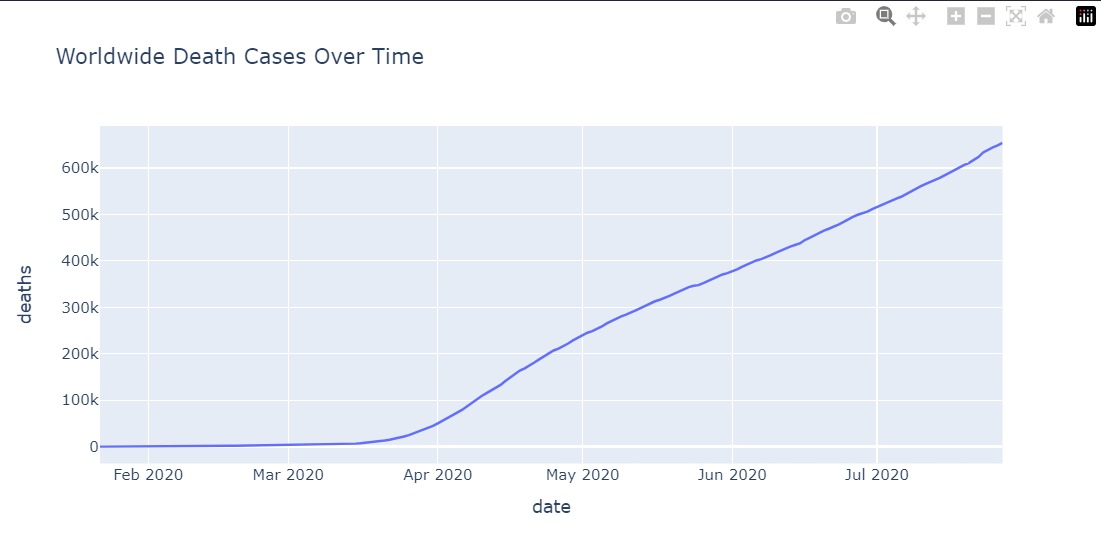 Worldwide Death Cases Over Time
600k
500k
400k
300k
200k
100k
0
deaths
Feb 2020 Mar 2020 Apr 2020 May 2020 Jun 2020 Jul 2020
date